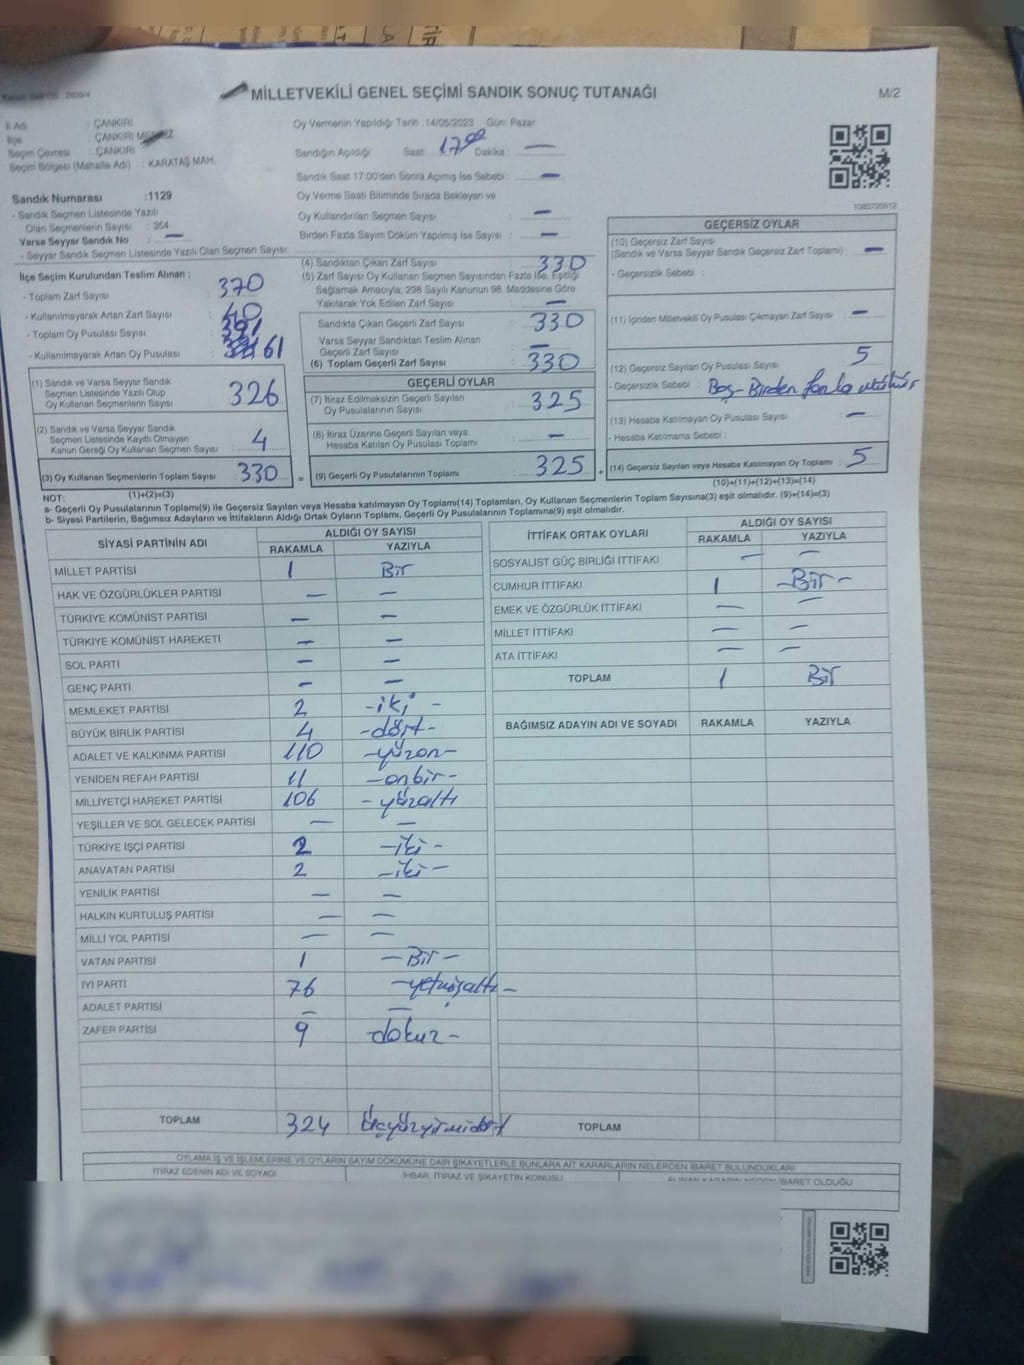 MİLLETVEKİLİ GENEL SEÇİMİ SANDIK SONUÇ TUTANAĞI
M/2
İl Adı : ÇANKIRI
İlçe : ÇANKIRI MERKEZ
Seçim Çevresi : ÇANKIRI
Seçim Bölgesi (Mahalle Adı) : KARATAŞ MAH.
Sandık Numarası :1129
- Sandık Seçmen Listesinde Yazılı
Olan Seçmenlerin Sayısı : 364
Varsa Seyyar Sandık No : —
- Seyyar Sandık Seçmen Listesinde Yazılı Olan Seçmen Sayısı:
Oy Vermenin Yapıldığı Tarih :14/05/2023 Gün: Pazar
Sandığın Açıldığı Saat: 17 00 Dakika : —
Sandık Saat 17:00'den Sonra Açımış İse Sebebi : —
Oy Verme Saati Bitiminde Sırada Bekleyen ve
Oy Kullandırılan Seçmen Sayısı : —
Birden Fazla Sayım Döküm Yapılmış İse Sayısı : —
1083720912
İlçe Seçim Kurulundan Teslim Alınan ;
- Toplam Zarf Sayısı : 370
- Kullanılmayarak Artan Zarf Sayısı : 40
- Toplam Oy Pusulası Sayısı : 391
- Kullanılmayarak Artan Oy Pusulası : 61
(1) Sandık ve Varsa Seyyar Sandık
Seçmen Listesinde Yazılı Olup
Oy Kullanan Seçmenlerin Sayısı : 326
(2) Sandık ve Varsa Seyyar Sandık
Seçmen Listesinde Kayıtlı Olmayan
Kanun Gereği Oy Kullanan Seçmen Sayısı : 4
(3) Oy Kullanan Seçmenlerin Toplam Sayısı : 330
(1)+(2)=(3)
(4) Sandıktan Çıkan Zarf Sayısı : 330
(5) Zarf Sayısı Oy Kullanan Seçmen Sayısından Fazla İse, Eşitliği
Sağlamak Amacıyla; 298 Sayılı Kanunun 98. Maddesine Göre
Yakılarak Yok Edilen Zarf Sayısı : —
Sandıkta Çıkan Geçerli Zarf Sayısı : 330
Varsa Seyyar Sandıktan Teslim Alınan
Geçerli Zarf Sayısı : —
(6) Toplam Geçerli Zarf Sayısı : 330
GEÇERLİ OYLAR
(7) İtiraz Edilmeksizin Geçerli Sayılan
Oy Pusulalarının Sayısı : 325
(8) İtiraz Üzerine Geçerli Sayılan veya
Hesaba Katılan Oy Pusulası Toplamı : —
= (9) Geçerli Oy Pusulalarının Toplamı : 325 +
GEÇERSİZ OYLAR
(10) Geçersiz Zarf Sayısı
(Sandık ve Varsa Seyyar Sandık Geçersiz Zarf Toplamı) : —
- Geçersizlik Sebebi :
(11) İçinden Milletvekili Oy Pusulası Çıkmayan Zarf Sayısı : —
(12) Geçersiz Sayılan Oy Pusulası Sayısı : 5
- Geçersizlik Sebebi : Boş- Birden fazla
(13) Hesaba Katılmayan Oy Pusulası Sayısı : —
- Hesaba Katılmama Sebebi :
(14) Geçersiz Sayılan veya Hesaba Katılmayan Oy Toplamı : 5
(10)+(11)+(12)+(13)=(14)
NOT:
a- Geçerli Oy Pusulalarının Toplamı(9) ile Geçersiz Sayılan veya Hesaba katılmayan Oy Toplamı(14) Toplamları, Oy Kullanan Seçmenlerin Toplam Sayısına(3) eşit olmalıdır. (9)+(14)=(3)
b- Siyasi Partilerin, Bağımsız Adayların ve İttifakların Aldığı Ortak Oyların Toplamı, Geçerli Oy Pusulalarının Toplamına(9) eşit olmalıdır.
SİYASİ PARTİNİN ADI ALDIĞI OY SAYISI
RAKAMLA YAZIYLA
MİLLET PARTİSİ 1 Bir
HAK VE ÖZGÜRLÜKLER PARTİSİ — —
TÜRKİYE KOMÜNİST PARTİSİ — —
TÜRKİYE KOMÜNİST HAREKETİ — —
SOL PARTİ — —
GENÇ PARTİ — —
MEMLEKET PARTİSİ 2 -iki -
BÜYÜK BİRLİK PARTİSİ 4 -dört-
ADALET VE KALKINMA PARTİSİ 110 -yüzon-
YENİDEN REFAH PARTİSİ 11 -onbir-
MİLLİYETÇİ HAREKET PARTİSİ 106 - yüzaltı
YEŞİLLER VE SOL GELECEK PARTİSİ — —
TÜRKİYE İŞÇİ PARTİSİ 2 -iki-
ANAVATAN PARTİSİ 2 -iki-
YENİLİK PARTİSİ — —
HALKIN KURTULUŞ PARTİSİ — —
MİLLİ YOL PARTİSİ — —
VATAN PARTİSİ 1 - Bir -
İYİ PARTİ 76 -yetmişaltı-
ADALET PARTİSİ — —
ZAFER PARTİSİ 9 -dokuz-
TOPLAM 324 üçyüzyirmidört
İTTİFAK ORTAK OYLARI ALDIĞI OY SAYISI
RAKAMLA YAZIYLA
SOSYALİST GÜÇ BİRLİĞİ İTTİFAKI — —
CUMHUR İTTİFAKI 1 -Bir-
EMEK VE ÖZGÜRLÜK İTTİFAKI — —
MİLLET İTTİFAKI — —
ATA İTTİFAKI — —
TOPLAM 1 Bir
BAĞIMSIZ ADAYIN ADI VE SOYADI RAKAMLA YAZIYLA
TOPLAM
OYLAMA İŞ VE İŞLEMLERİNE VE OYLARIN SAYIM DÖKÜMÜNE DAİR ŞİKAYETLERLE BUNLARA AİT KARARLARIN NELERDEN İBARET BULUNDUKLARI
İTİRAZ EDENİN ADI VE SOYADI İHBAR, İTİRAZ VE ŞİKAYETİN KONUSU İBARET OLDUĞU